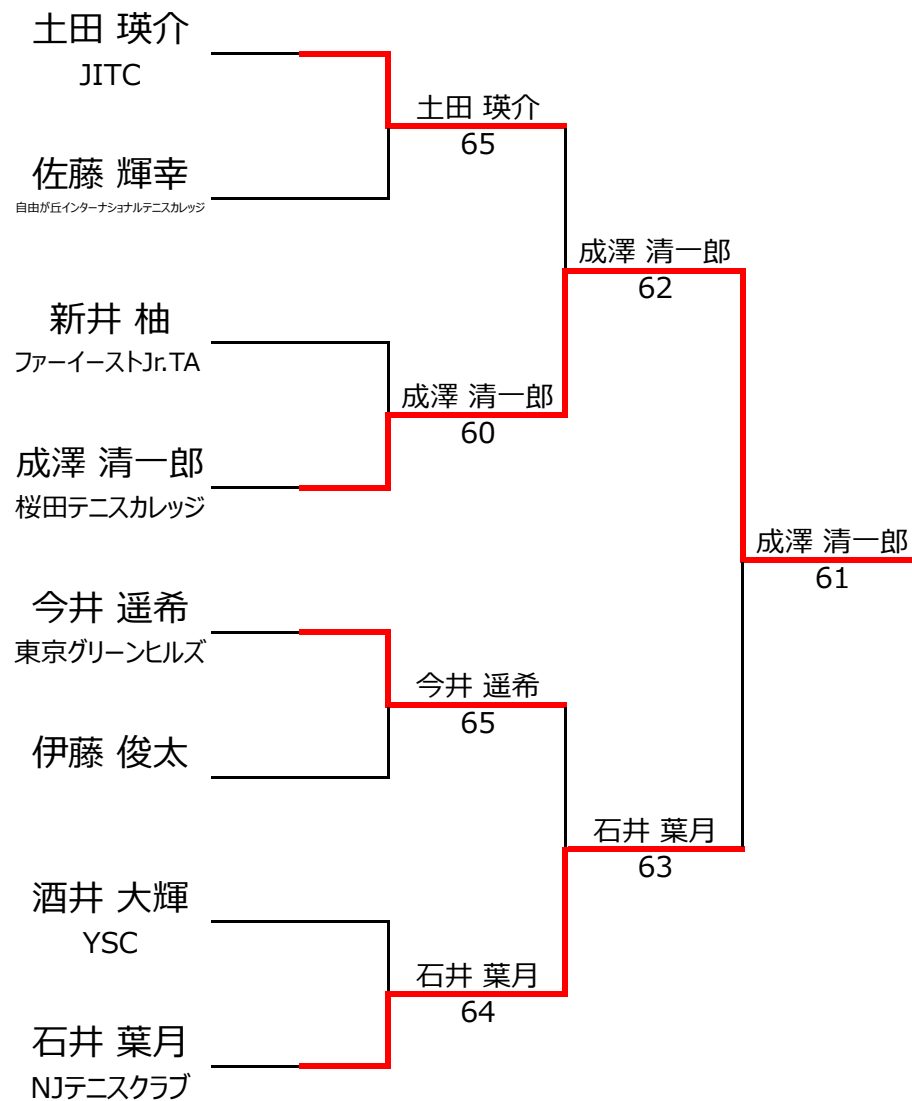 土田 瑛介
JITC
土田 瑛介
65
佐藤 輝幸
自由が丘インターナショナルテニスカレッジ
成澤 清一郎
62
新井 柚
ファーイーストJr.TA
成澤 清一郎
60
成澤 清一郎
桜田テニスカレッジ
成澤 清一郎
61
今井 遥希
東京グリーンヒルズ
今井 遥希
65
伊藤 俊太
石井 葉月
63
酒井 大輝
YSC
石井 葉月
64
石井 葉月
NJテニスクラブ